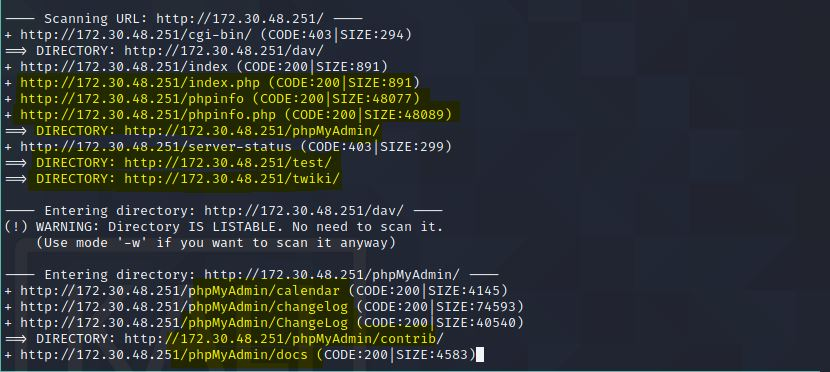 ---- Scanning URL: http://172.30.48.251/ ----
+ http://172.30.48.251/cgi-bin/ (CODE:403|SIZE:294)
==> DIRECTORY: http://172.30.48.251/dav/
+ http://172.30.48.251/index (CODE:200|SIZE:891)
+ http://172.30.48.251/index.php (CODE:200|SIZE:891)
+ http://172.30.48.251/phpinfo (CODE:200|SIZE:48077)
+ http://172.30.48.251/phpinfo.php (CODE:200|SIZE:48089)
==> DIRECTORY: http://172.30.48.251/phpMyAdmin/
+ http://172.30.48.251/server-status (CODE:403|SIZE:299)
==> DIRECTORY: http://172.30.48.251/test/
==> DIRECTORY: http://172.30.48.251/twiki/
---- Entering directory: http://172.30.48.251/dav/ ----
(!) WARNING: Directory IS LISTABLE. No need to scan it.
(Use mode '-w' if you want to scan it anyway)
---- Entering directory: http://172.30.48.251/phpMyAdmin/ ----
+ http://172.30.48.251/phpMyAdmin/calendar (CODE:200|SIZE:4145)
+ http://172.30.48.251/phpMyAdmin/changelog (CODE:200|SIZE:74593)
+ http://172.30.48.251/phpMyAdmin/ChangeLog (CODE:200|SIZE:40540)
==> DIRECTORY: http://172.30.48.251/phpMyAdmin/contrib/
+ http://172.30.48.251/phpMyAdmin/docs (CODE:200|SIZE:4583)